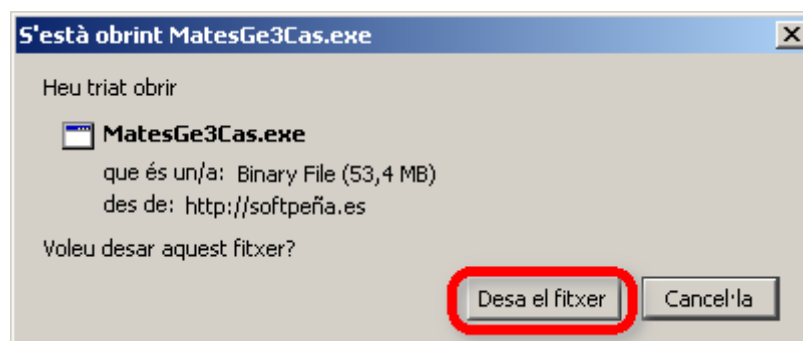 S'està obrint MatesGe3Cas.exe
Heu triat obrir
MatesGe3Cas.exe
que és un/a: Binary File (53,4 MB)
des de: http://softpeña.es
Voleu desar aquest fitxer?
Desa el fitxer Cancel·la